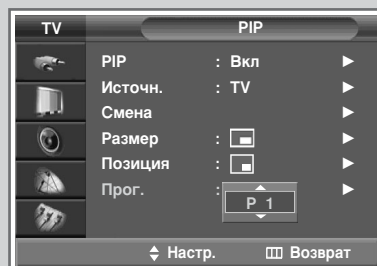 TV PIP
PIP : Вкл
Источн. : TV
Смена
Размер :
Позиция :
Прог. : P 1
Настр. Возврат